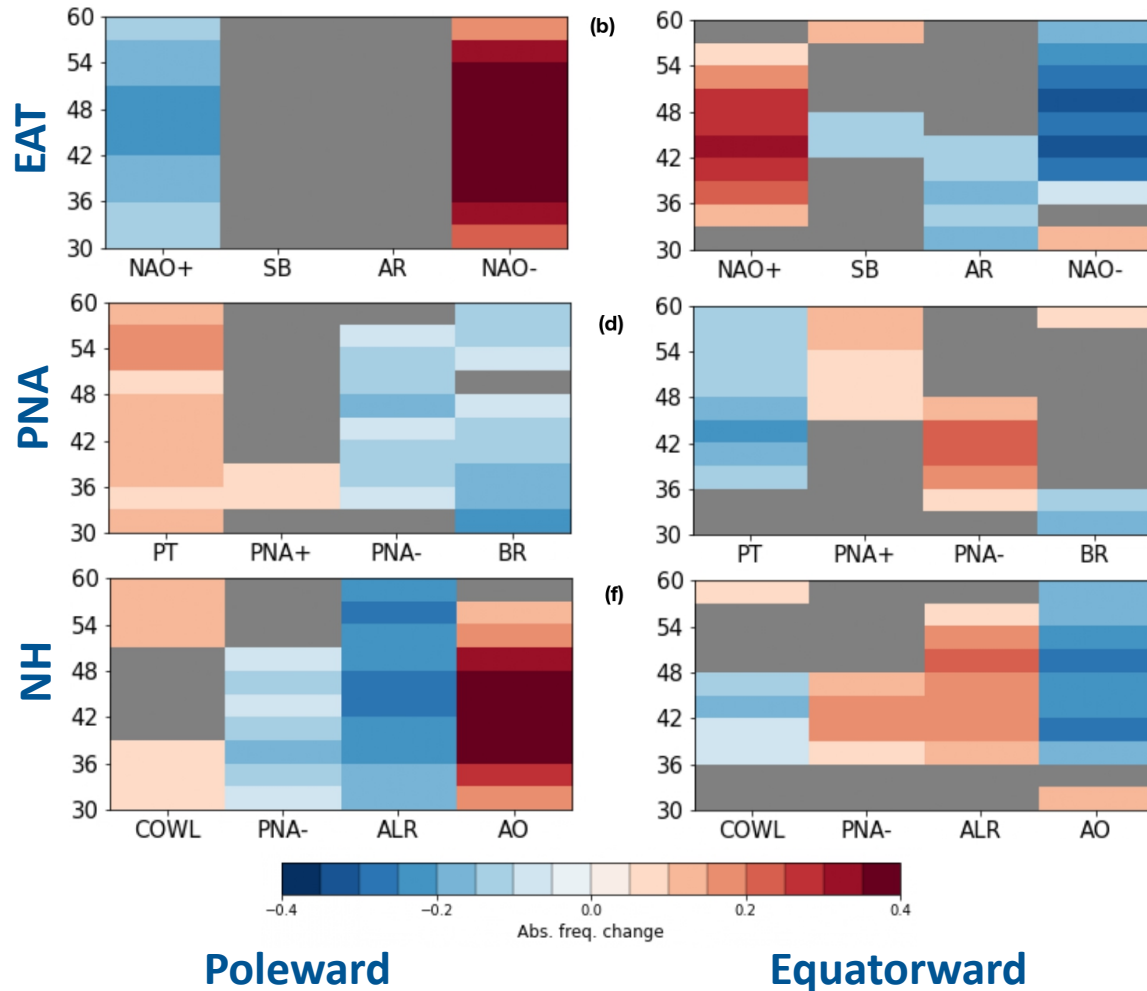 EAT
60
54
48
42
36
30
NAO+ SB AR NAO-
(b)
60
54
48
42
36
30
NAO+ SB AR NAO-
PNA
60
54
48
42
36
30
PT PNA+ PNA- BR
(d)
60
54
48
42
36
30
PT PNA+ PNA- BR
NH
60
54
48
42
36
30
COWL PNA- ALR AO
(f)
60
54
48
42
36
30
COWL PNA- ALR AO
−0.4 −0.2 0.0 0.2 0.4
Abs. freq. change
Poleward Equatorward